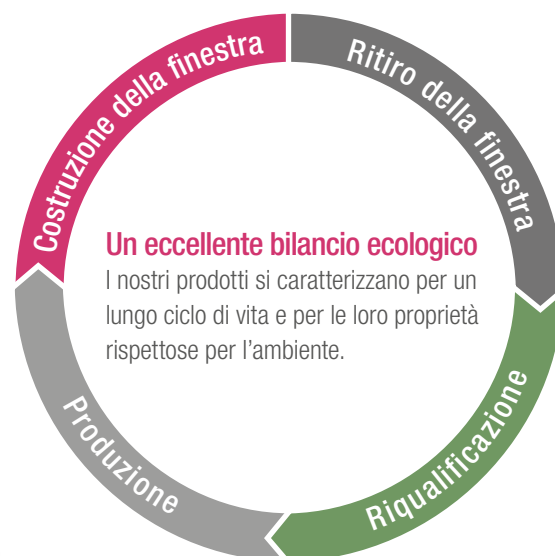 Costruzione della finestra
Ritiro della finestra
Un eccellente bilancio ecologico
I nostri prodotti si caratterizzano per un
lungo ciclo di vita e per le loro proprietà
rispettose per l'ambiente.
Produzione
Riqualificazione